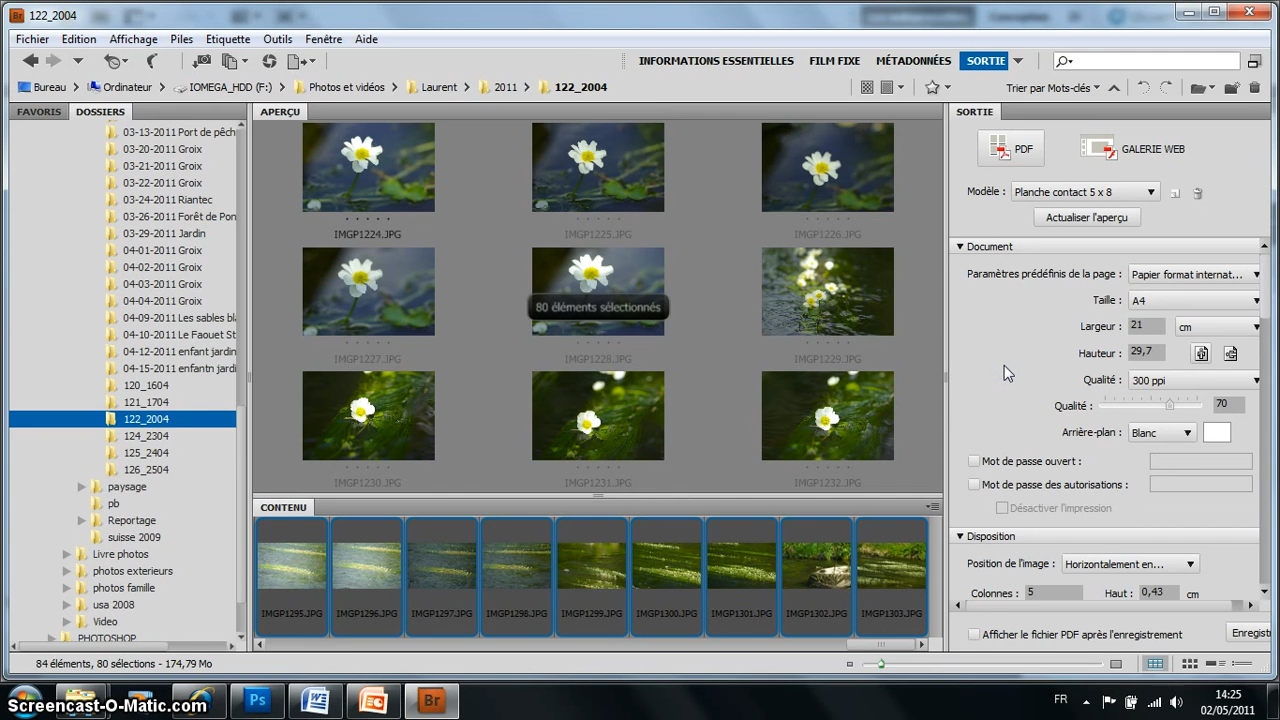 122_2004
Fichier Edition Affichage Piles Etiquette Outils Fenêtre Aide
INFORMATIONS ESSENTIELLES FILM FIXE MÉTADONNÉES SORTIE
Bureau Ordinateur IOMEGA_HDD (F:) Photos et vidéos Laurent 2011 122_2004 Trier par Mots-clés
FAVORIS DOSSIERS
03-13-2011 Port de pêch
03-20-2011 Groix
03-21-2011 Groix
03-22-2011 Groix
03-24-2011 Riantec
03-26-2011 Forêt de Pon
03-29-2011 Jardin
04-01-2011 Groix
04-02-2011 Groix
04-03-2011 Groix
04-04-2011 Groix
04-09-2011 Les sables bl
04-10-2011 Le Faouet St
04-12-2011 enfant jardin
04-15-2011 enfantn jardin
120_1604
121_1704
122_2004
124_2304
125_2404
126_2504
paysage
pb
Reportage
suisse 2009
Livre photos
photos exterieurs
photos famille
usa 2008
Video
PHOTOSHOP
APERÇU
IMGP1224.JPG IMGP1225.JPG IMGP1226.JPG
80 éléments sélectionnés
IMGP1227.JPG IMGP1228.JPG IMGP1229.JPG
IMGP1230.JPG IMGP1231.JPG IMGP1232.JPG
CONTENU
IMGP1295.JPG IMGP1296.JPG IMGP1297.JPG IMGP1298.JPG IMGP1299.JPG IMGP1300.JPG IMGP1301.JPG IMGP1302.JPG IMGP1303.JPG
SORTIE
PDF GALERIE WEB
Modèle : Planche contact 5 x 8
Actualiser l'aperçu
Document
Paramètres prédéfinis de la page : Papier format internat...
Taille : A4
Largeur : 21 cm
Hauteur : 29,7
Qualité : 300 ppi
Qualité : 70
Arrière-plan : Blanc
Mot de passe ouvert :
Mot de passe des autorisations :
Désactiver l'impression
Disposition
Position de l'image : Horizontalement en...
Colonnes : 5 Haut : 0,43 cm
Afficher le fichier PDF après l'enregistrement Enregistr
84 éléments, 80 sélections - 174,79 Mo
Br Ps W P Br
FR 14:25
02/05/2011
Screencast-O-Matic.com